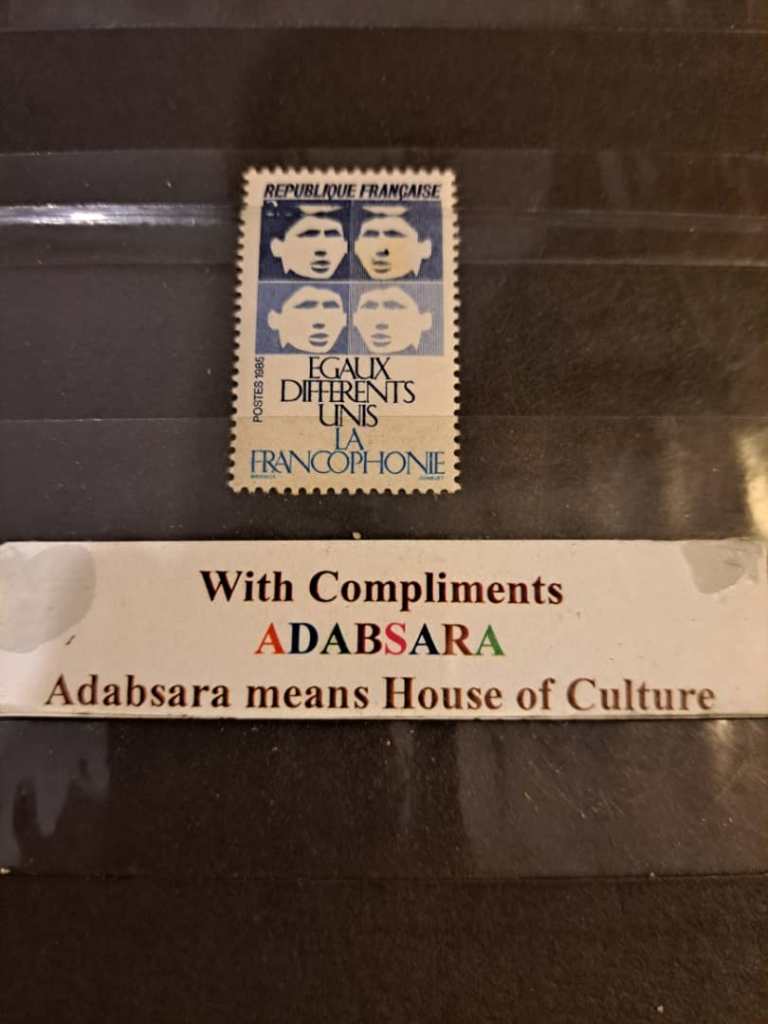 REPUBLIQUE FRANÇAISE
POSTES 1985
EGAUX
DIFFERENTS
UNIS
LA
FRANCOPHONIE
With Compliments
ADABSARA
Adabsara means House of Culture